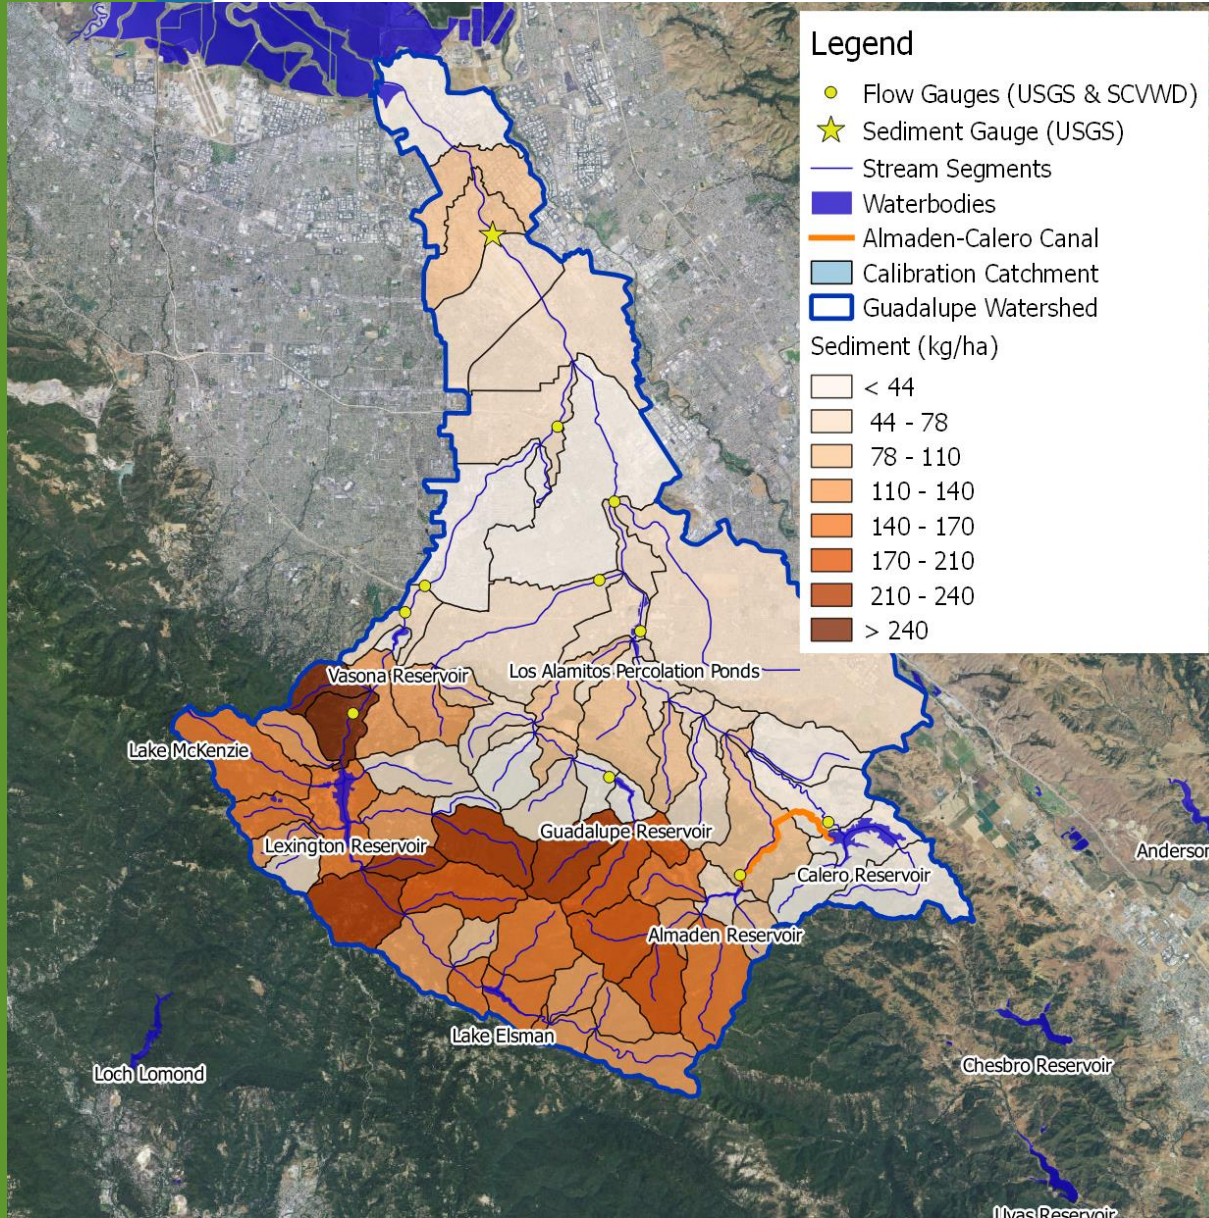 Legend
Flow Gauges (USGS & SCVWD)
Sediment Gauge (USGS)
Stream Segments
Waterbodies
Almaden-Calero Canal
Calibration Catchment
Guadalupe Watershed
Sediment (kg/ha)
< 44
44 - 78
78 - 110
110 - 140
140 - 170
170 - 210
210 - 240
> 240
Vasona Reservoir
Los Alamitos Percolation Ponds
Lake McKenzie
Guadalupe Reservoir
Lexington Reservoir
Anderson
Calero Reservoir
Almaden Reservoir
Lake Elsman
Chesbro Reservoir
Loch Lomond
Uvas Reservoir